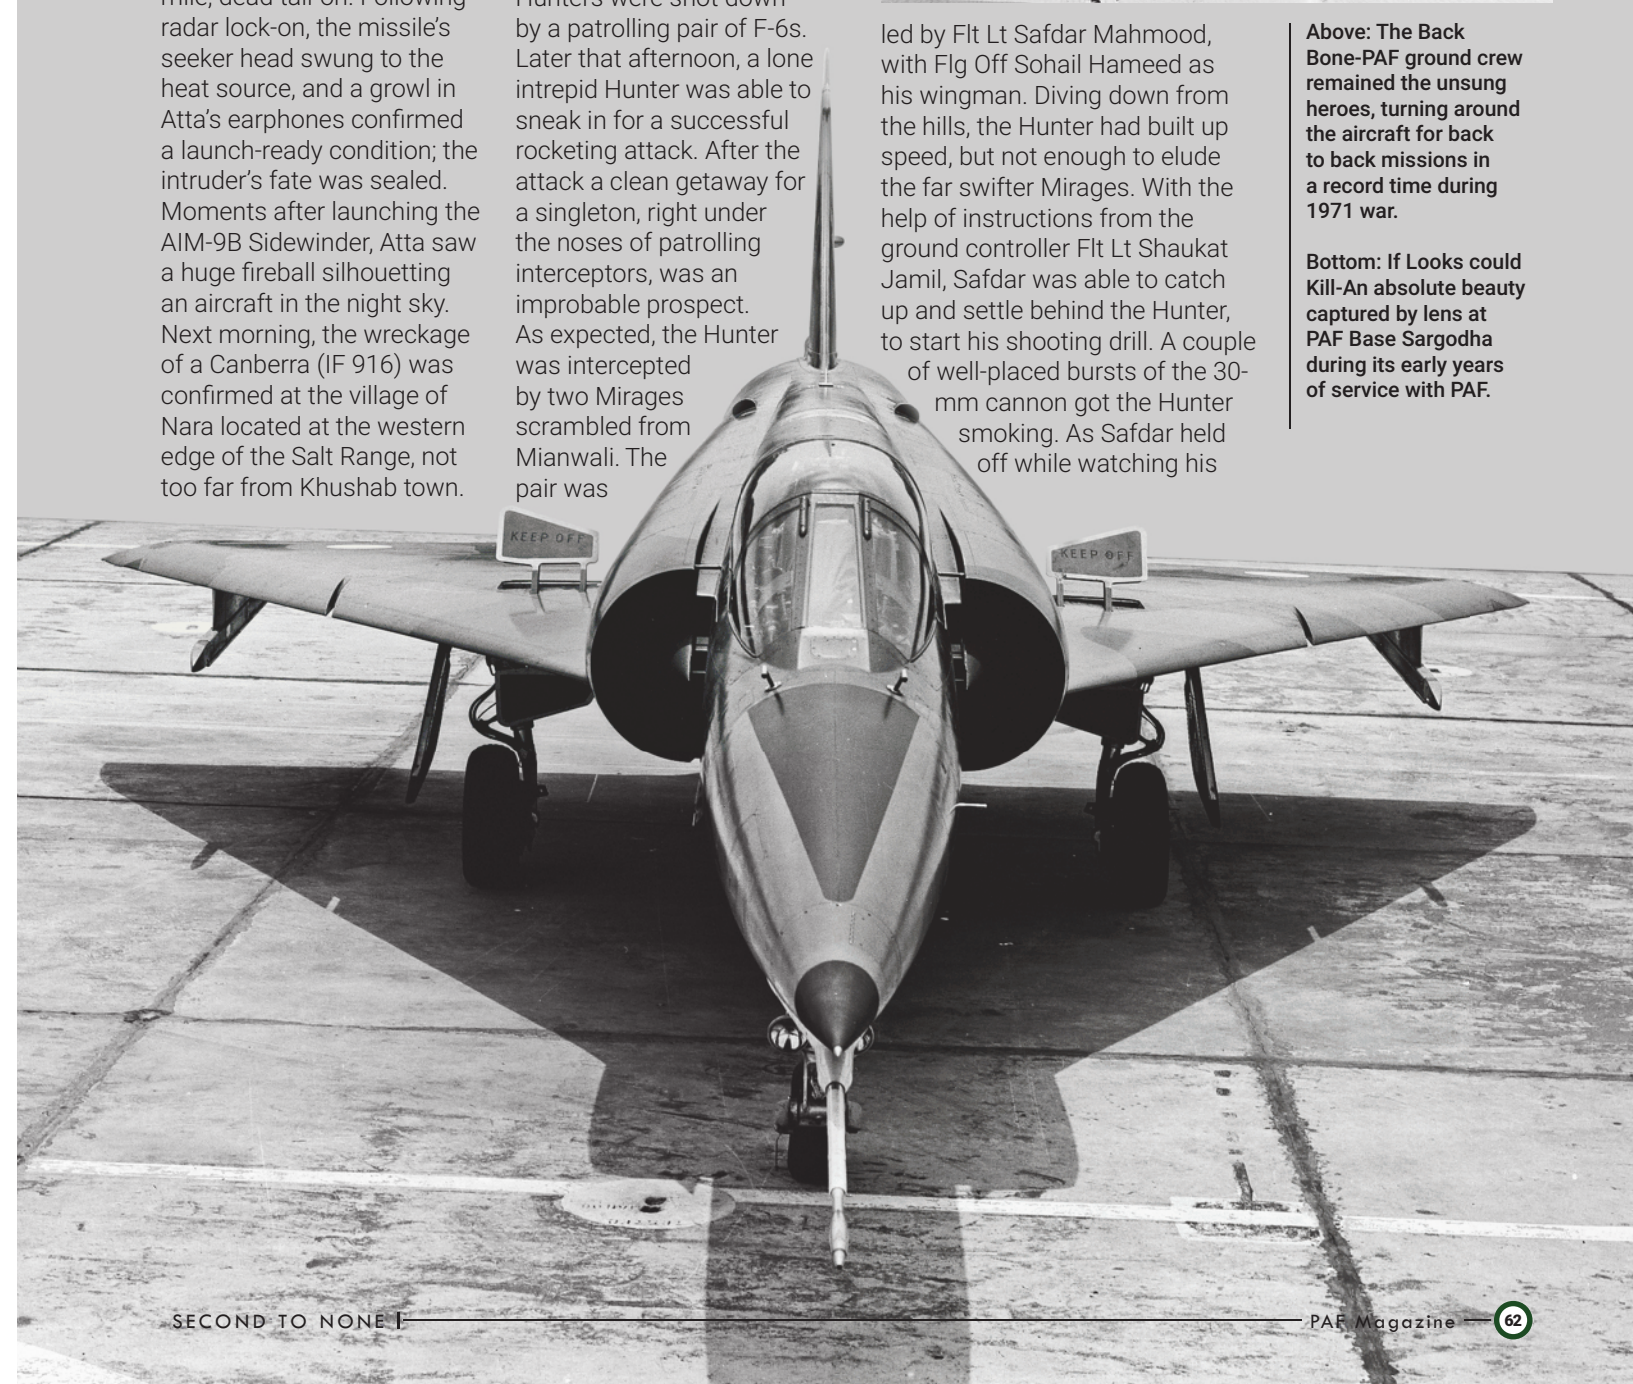 mile, dead tail-on. Following
radar lock-on, the missile’s
seeker head swung to the
heat source, and a growl in
Atta’s earphones confirmed
a launch-ready condition; the
intruder’s fate was sealed.
Moments after launching the
AIM-9B Sidewinder, Atta saw
a huge fireball silhouetting
an aircraft in the night sky.
Next morning, the wreckage
of a Canberra (IF 916) was
confirmed at the village of
Nara located at the western
edge of the Salt Range, not
too far from Khushab town.
Hunters were shot down
by a patrolling pair of F-6s.
Later that afternoon, a lone
intrepid Hunter was able to
sneak in for a successful
rocketing attack. After the
attack a clean getaway for
a singleton, right under
the noses of patrolling
interceptors, was an
improbable prospect.
As expected, the Hunter
was intercepted
by two Mirages
scrambled from
Mianwali. The
pair was
led by Flt Lt Safdar Mahmood,
with Flg Off Sohail Hameed as
his wingman. Diving down from
the hills, the Hunter had built up
speed, but not enough to elude
the far swifter Mirages. With the
help of instructions from the
ground controller Flt Lt Shaukat
Jamil, Safdar was able to catch
up and settle behind the Hunter,
to start his shooting drill. A couple
of well-placed bursts of the 30-
mm cannon got the Hunter
smoking. As Safdar held
off while watching his
Above: The Back
Bone-PAF ground crew
remained the unsung
heroes, turning around
the aircraft for back
to back missions in
a record time during
1971 war.
Bottom: If Looks could
Kill-An absolute beauty
captured by lens at
PAF Base Sargodha
during its early years
of service with PAF.
KEEP OFF
KEEP OFF
SECOND TO NONE
PAF Magazine
62